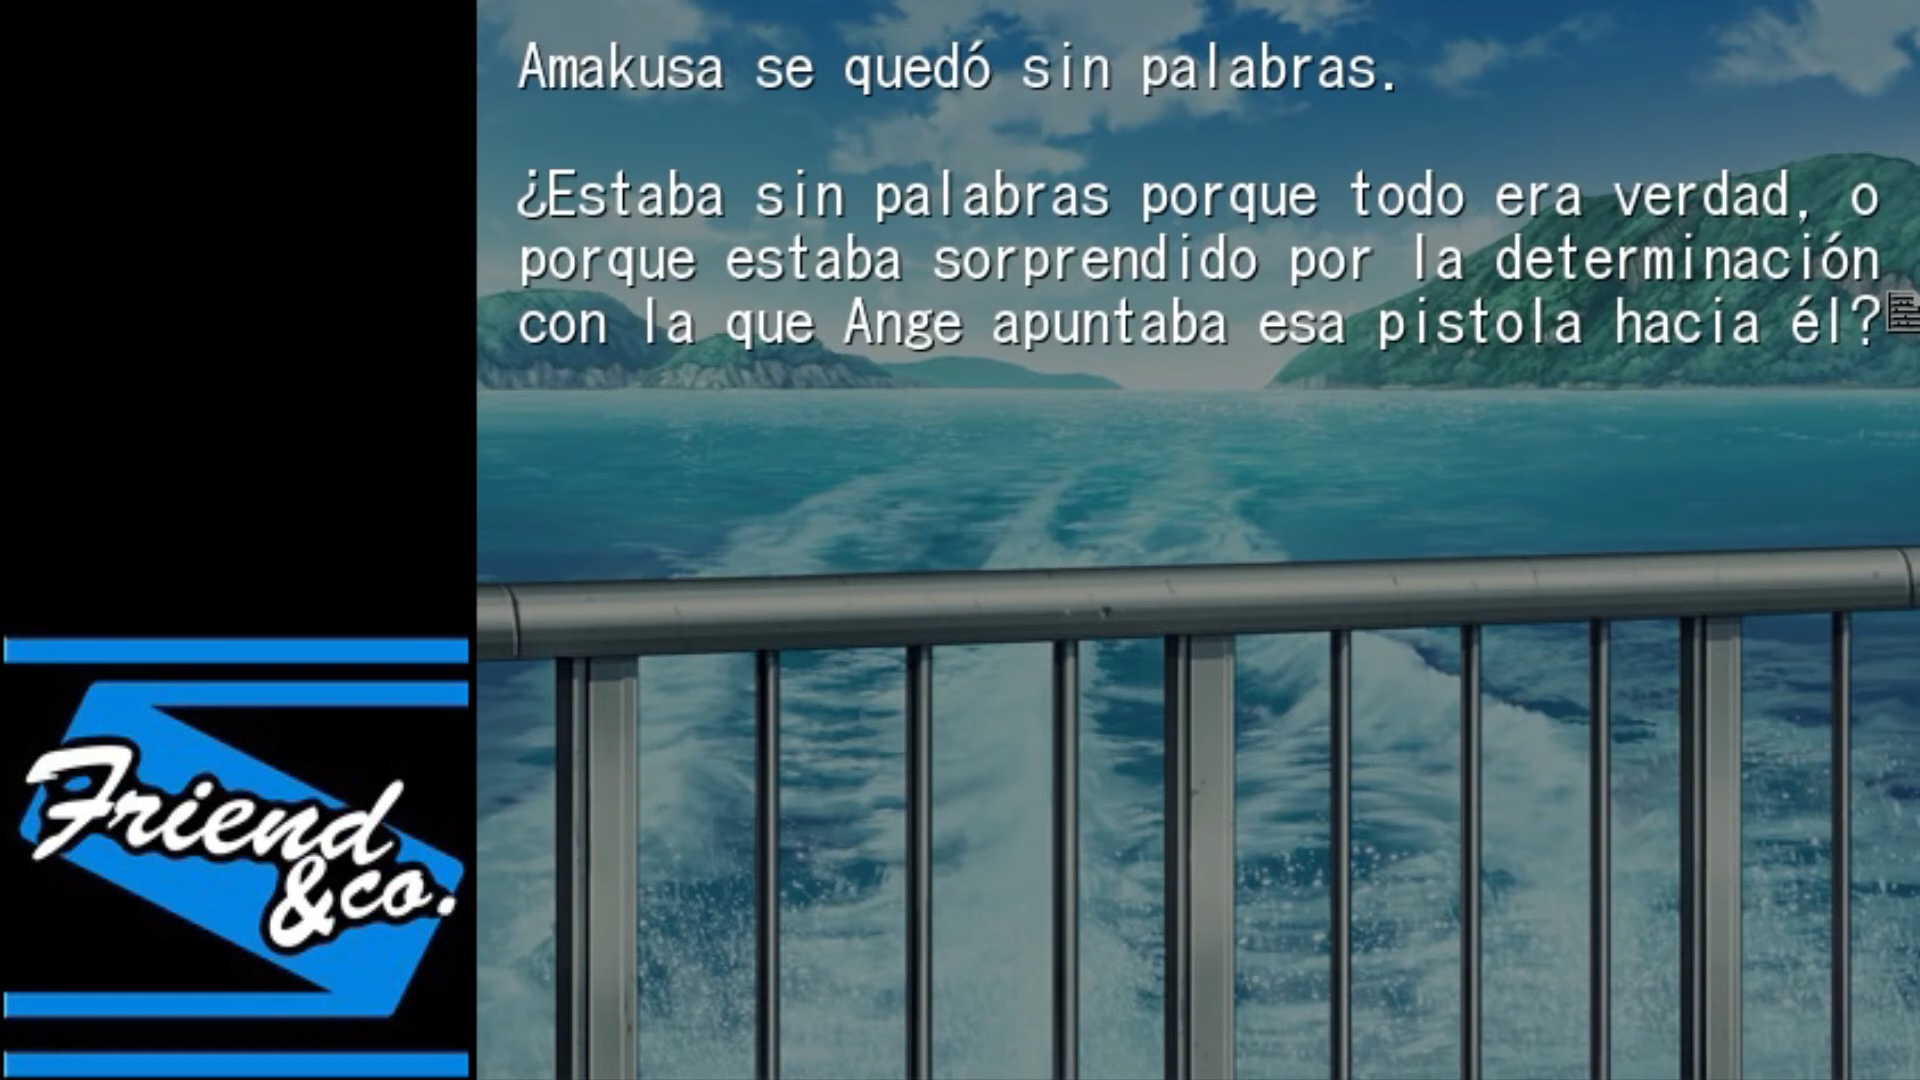 Amakusa se quedó sin palabras.
¿Estaba sin palabras porque todo era verdad, o
porque estaba sorprendido por la determinación
con la que Ange apuntaba esa pistola hacia él?
Friend
&co.